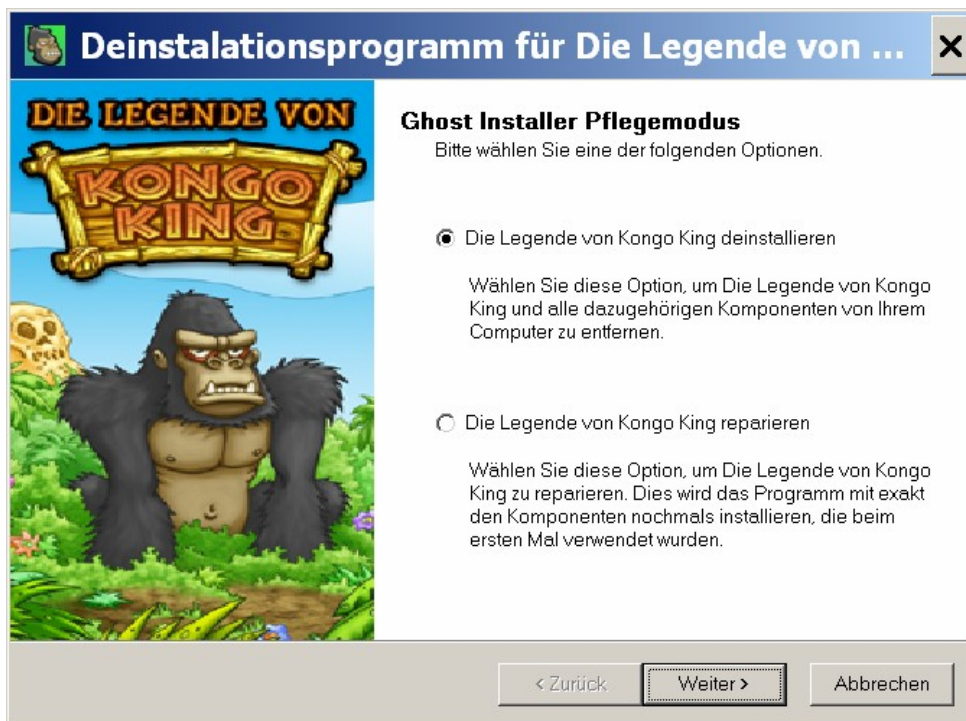 Deinstalationsprogramm für Die Legende von ...
DIE LEGENDE VON
KONGO
KING
Ghost Installer Pflegemodus
Bitte wählen Sie eine der folgenden Optionen.
Die Legende von Kongo King deinstallieren
Wählen Sie diese Option, um Die Legende von Kongo
King und alle dazugehörigen Komponenten von Ihrem
Computer zu entfernen.
Die Legende von Kongo King reparieren
Wählen Sie diese Option, um Die Legende von Kongo
King zu reparieren. Dies wird das Programm mit exakt
den Komponenten nochmals installieren, die beim
ersten Mal verwendet wurden.
< Zurück
Weiter >
Abbrechen